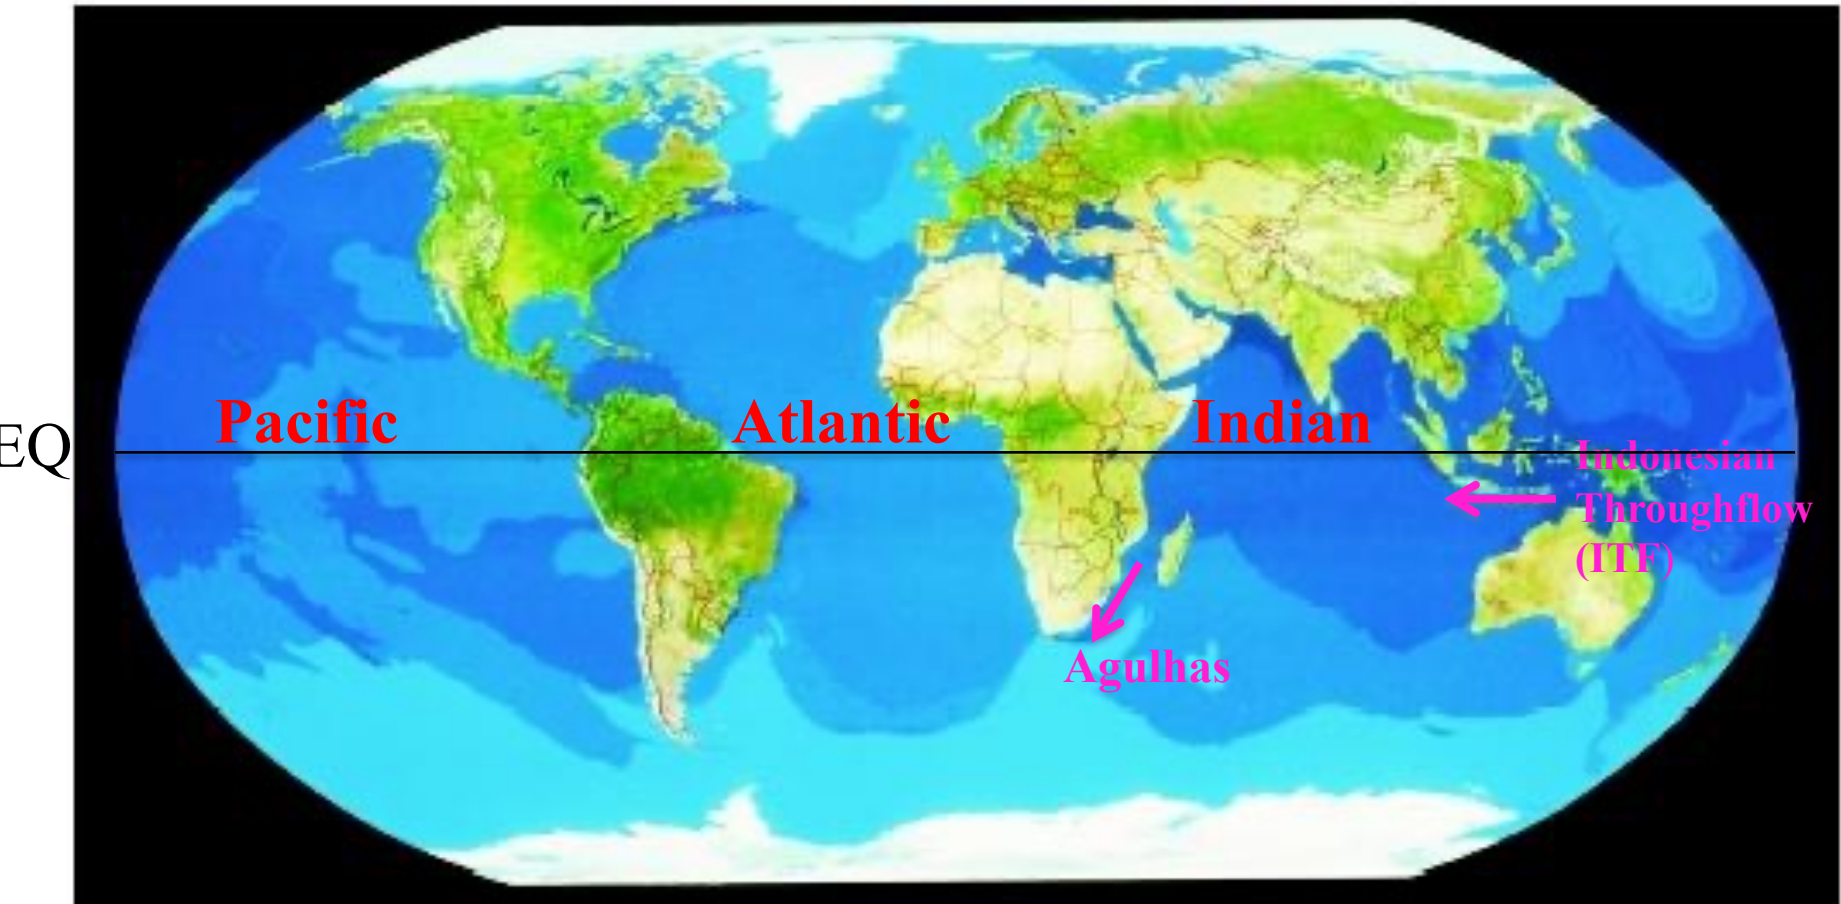 Pacific
Atlantic
Indian
EQ
Indonesian
Throughflow
(ITF)
Agulhas